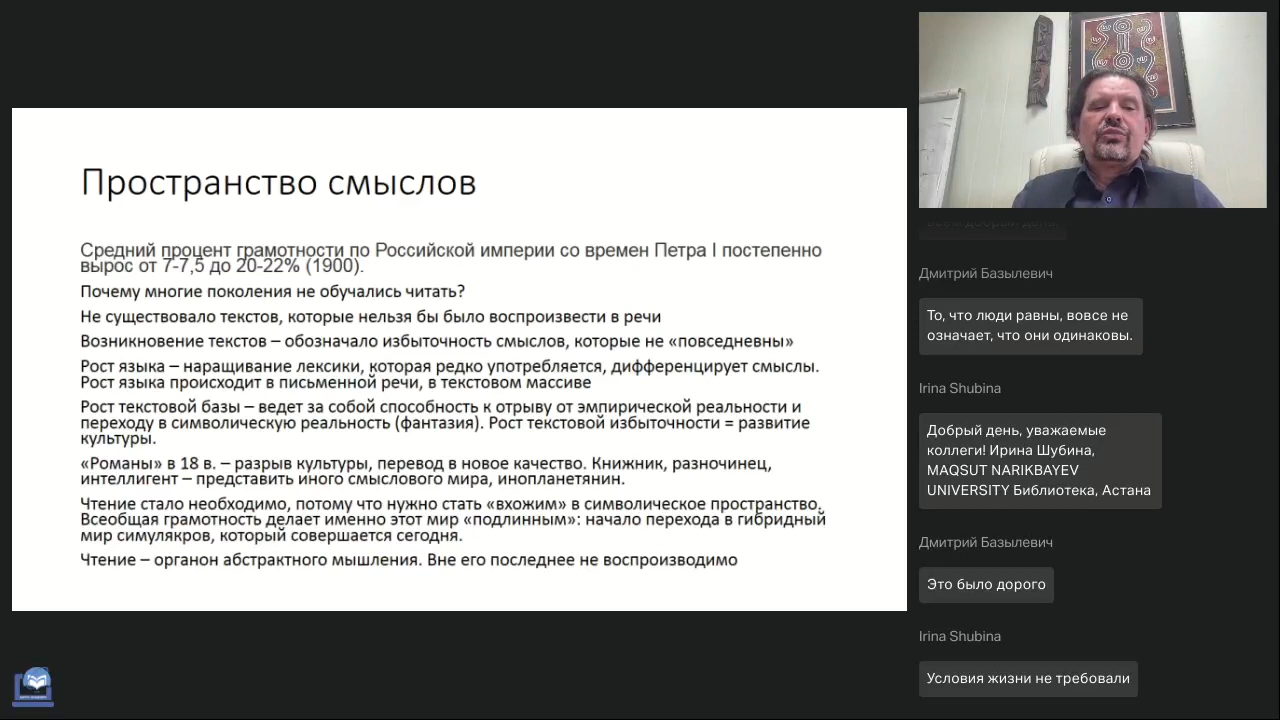 Пространство смыслов
Средний процент грамотности по Российской империи со времен Петра I постепенно
вырос от 7-7,5 до 20-22% (1900).
Почему многие поколения не обучались читать?
Не существовало текстов, которые нельзя бы было воспроизвести в речи
Возникновение текстов – обозначало избыточность смыслов, которые не «повседневны»
Рост языка – наращивание лексики, которая редко употребляется, дифференцирует смыслы.
Рост языка происходит в письменной речи, в текстовом массиве
Рост текстовой базы – ведет за собой способность к отрыву от эмпирической реальности и
переходу в символическую реальность (фантазия). Рост текстовой избыточности = развитие
культуры.
«Романы» в 18 в. – разрыв культуры, перевод в новое качество. Книжник, разночинец,
интеллигент – представить иного смыслового мира, инопланетянин.
Чтение стало необходимо, потому что нужно стать «вхожим» в символическое пространство.
Всеобщая грамотность делает именно этот мир «подлинным»: начало перехода в гибридный
мир симулякров, который совершается сегодня.
Чтение – органон абстрактного мышления. Вне его последнее не воспроизводимо
Дмитрий Базылевич
То, что люди равны, вовсе не
означает, что они одинаковы.
Irina Shubina
Добрый день, уважаемые
коллеги! Ирина Шубина,
MAQSUT NARIKBAYEV
UNIVERSITY Библиотека, Астана
Дмитрий Базылевич
Это было дорого
Irina Shubina
Условия жизни не требовали